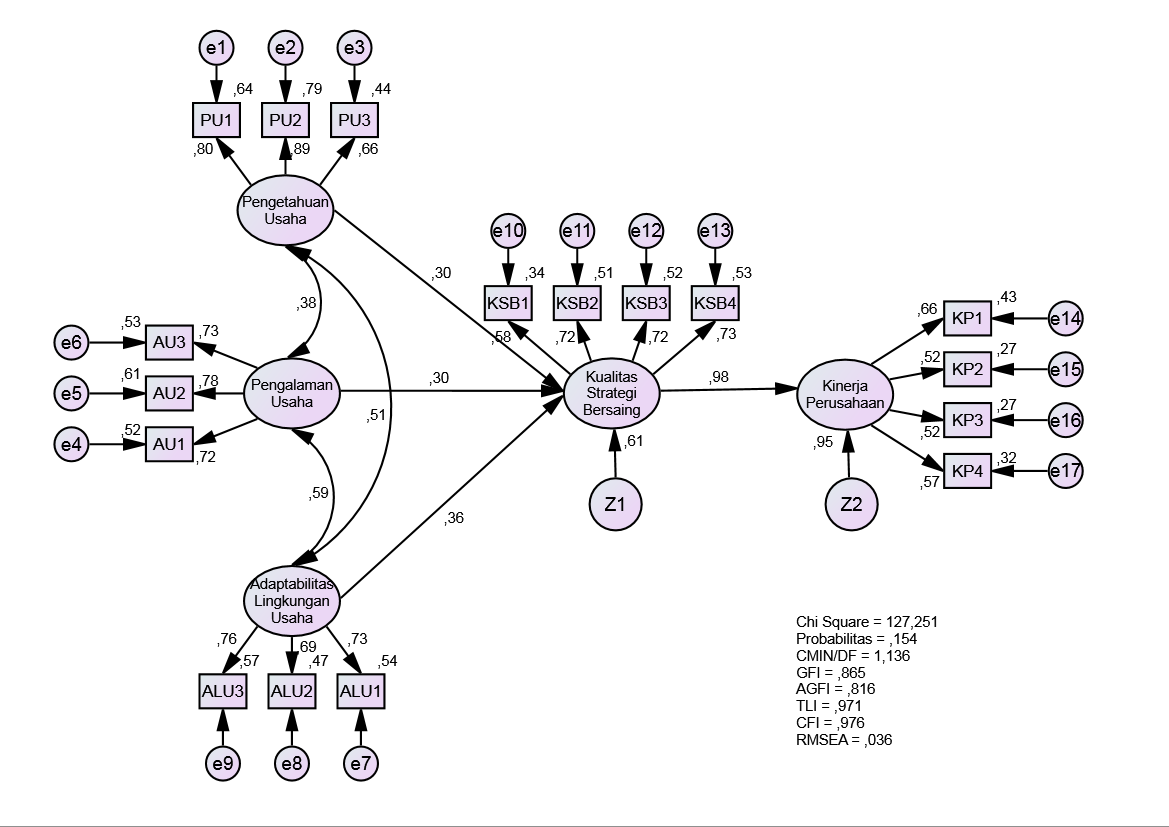 e1
e2
e3
,64
,79
,44
PU1
PU2
PU3
,80
,89
,66
Pengetahuan
Usaha
e10
e11
e12
e13
,30
,34
,51
,52
,53
KSB1
KSB2
KSB3
KSB4
,58
,72
,72
,73
,38
,53
,73
e6
AU3
,61
,78
e5
AU2
,52
e4
AU1
,72
Pengalaman
Usaha
,30
,51
Kualitas
Strategi
Bersaing
,98
,61
Z1
Kinerja
Perusahaan
,95
Z2
,66
KP1
,43
e14
,52
KP2
,27
e15
,52
KP3
,27
e16
,57
KP4
,32
e17
,59
,36
Adaptabilitas
Lingkungan
Usaha
,76
69
,73
,57
,47
,54
ALU3
ALU2
ALU1
e9
e8
e7
Chi Square = 127,251
Probabilitas = ,154
CMIN/DF = 1,136
GFI = ,865
AGFI = ,816
TLI = ,971
CFI = ,976
RMSEA = ,036